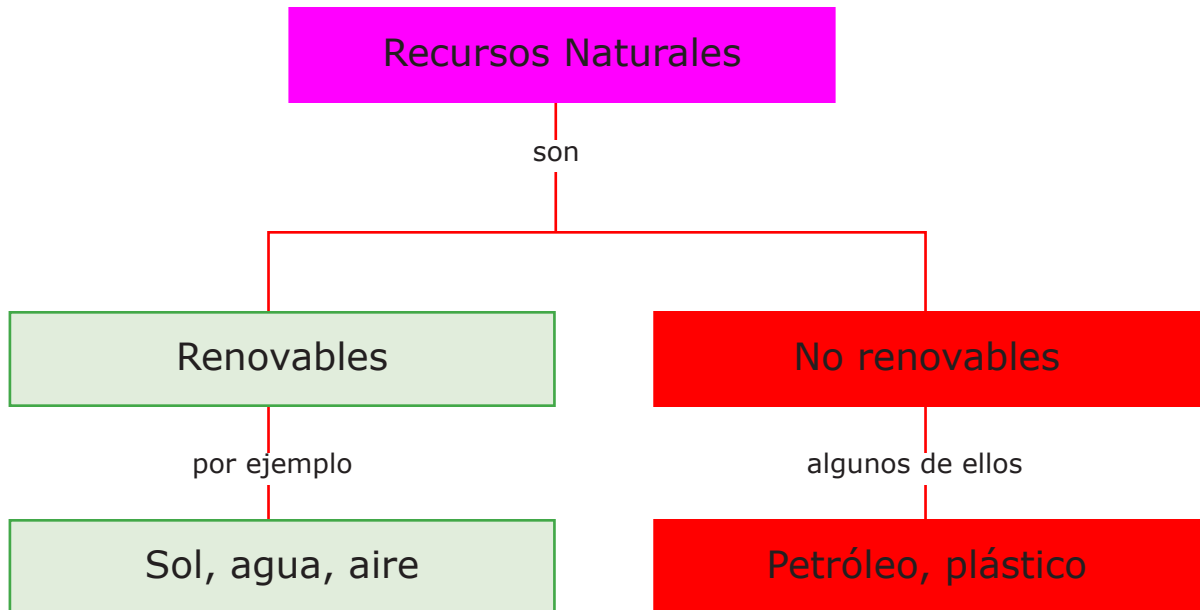 Recursos Naturales
son
Renovables
No renovables
por ejemplo
algunos de ellos
Sol, agua, aire
Petróleo, plástico